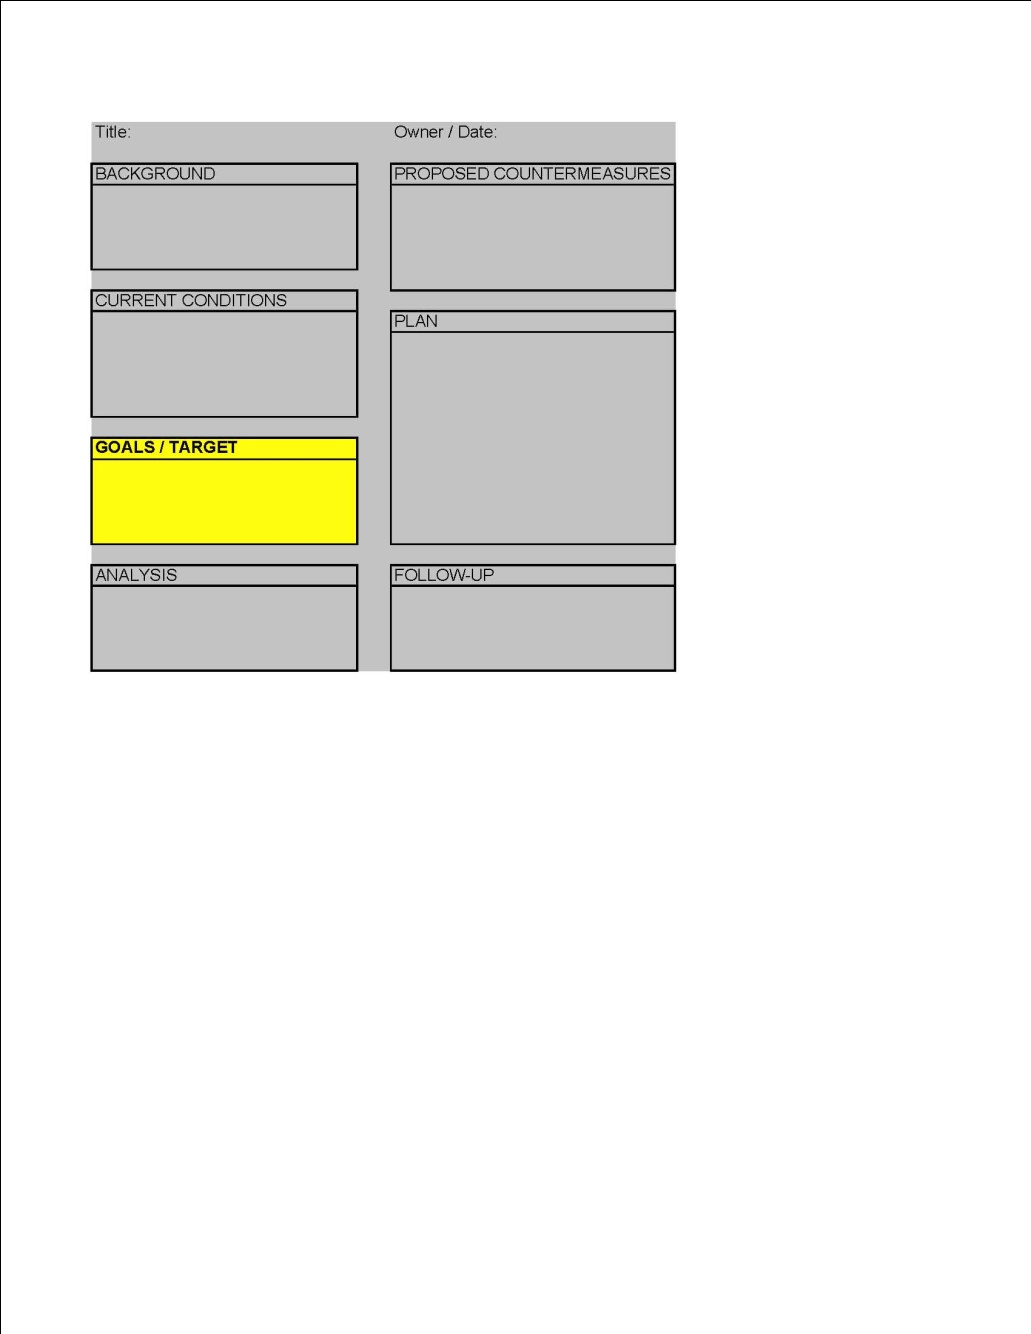 Title:
Owner / Date:
BACKGROUND
CURRENT CONDITIONS
GOALS / TARGET
ANALYSIS
PROPOSED COUNTERMEASURES
PLAN
FOLLOW-UP